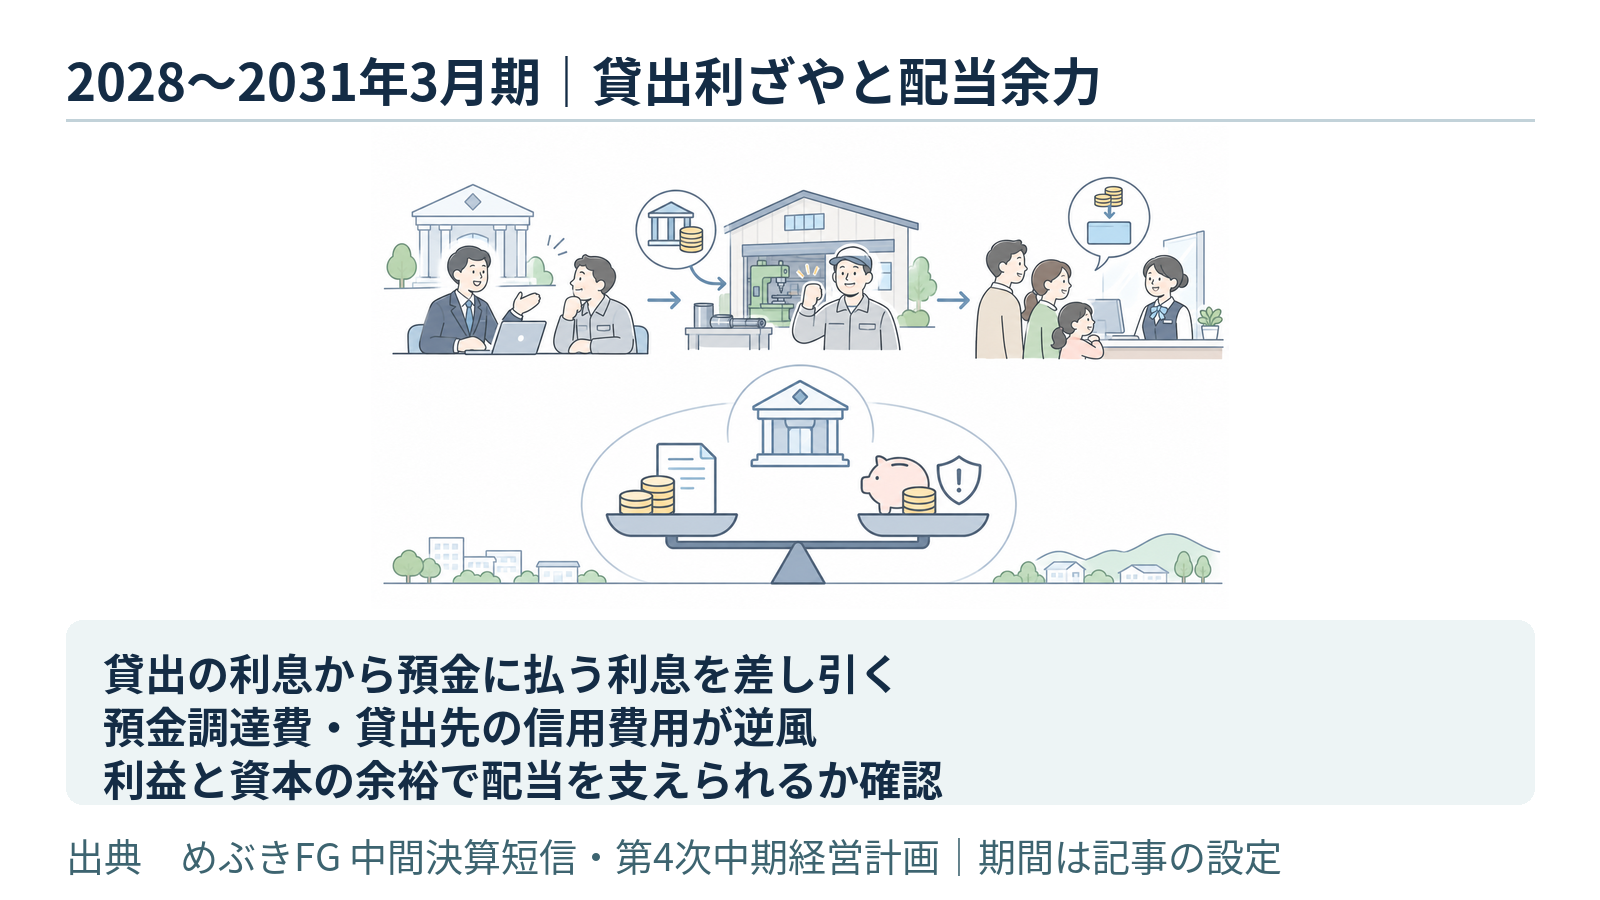 2028～2031年3月期｜貸出利ざやと配当余力
貸出の利息から預金に払う利息を差し引く
預金調達費・貸出先の信用費用が逆風
利益と資本の余裕で配当を支えられるか確認
出典　めぶきFG 中間決算短信・第4次中期経営計画｜期間は記事の設定